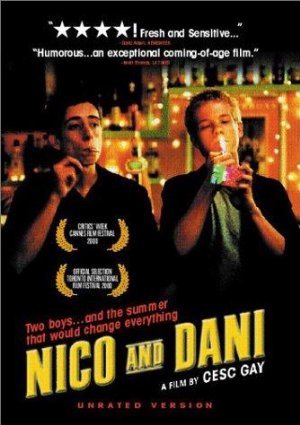 "★★★★! Fresh and Sensitive..."
"Humorous...an exceptional coming-of-age film."
CRITICS' WEEK
CANNES FILM FESTIVAL
2000
OFFICIAL SELECTION
TORONTO INTERNATIONAL
FILM FESTIVAL 2000
Two boys...and the summer
that would change everything
NICO AND DANI
A FILM BY CESC GAY
UNRATED VERSION